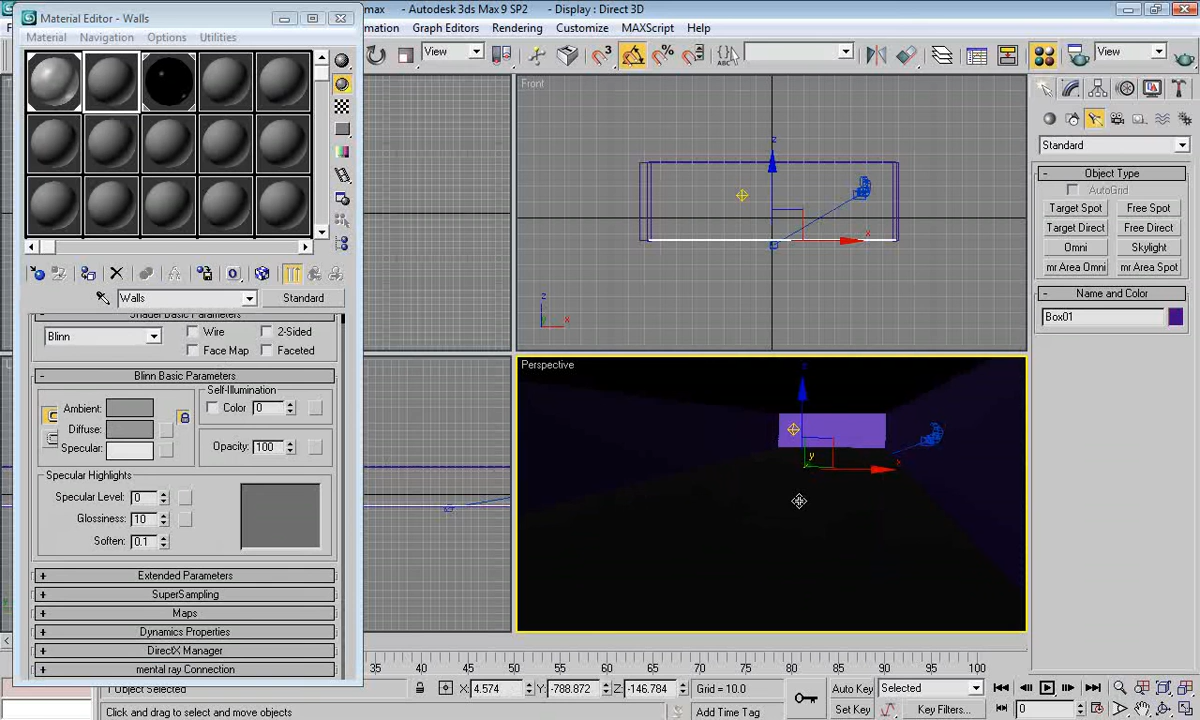 Material Editor - Walls
max - Autodesk 3ds Max 9 SP2 - Display : Direct 3D
Material Navigation Options Utilities
Graph Editors Rendering Customize MAXScript Help
View
View
Front
z
x
z
x
Standard
Object Type
AutoGrid
Target Spot Free Spot
Target Direct Free Direct
Omni Skylight
mr Area Omni mr Area Spot
Name and Color
Box01
Walls Standard
Shader Basic Parameters
Blinn Wire 2-Sided
Face Map Faceted
Blinn Basic Parameters
Self-Illumination
Ambient: Color 0
Diffuse:
Specular: Opacity: 100
Specular Highlights
Specular Level: 0
Glossiness: 10
Soften: 0.1
Extended Parameters
SuperSampling
Maps
Dynamics Properties
DirectX Manager
mental ray Connection
Perspective
y
x
35 40 45 50 55 60 65 70 75 80 85 90 95 100
1 Object Selected X: 4.574 Y: -788.872 Z: -146.784 Grid = 10.0 Auto Key Selected
Click and drag to select and move objects Add Time Tag Set Key Key Filters... 0